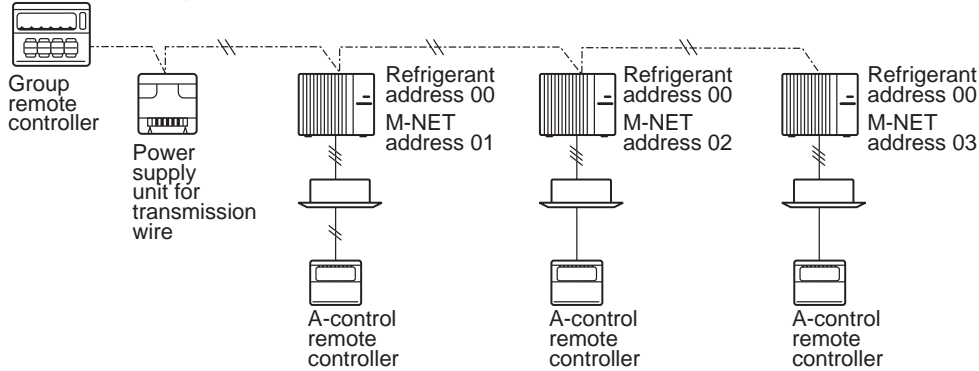 Group
remote
controller
Power
supply
unit for
transmission
wire
Refrigerant
address 00
M-NET
address 01
Refrigerant
address 00
M-NET
address 02
Refrigerant
address 00
M-NET
address 03
A-control
remote
controller
A-control
remote
controller
A-control
remote
controller